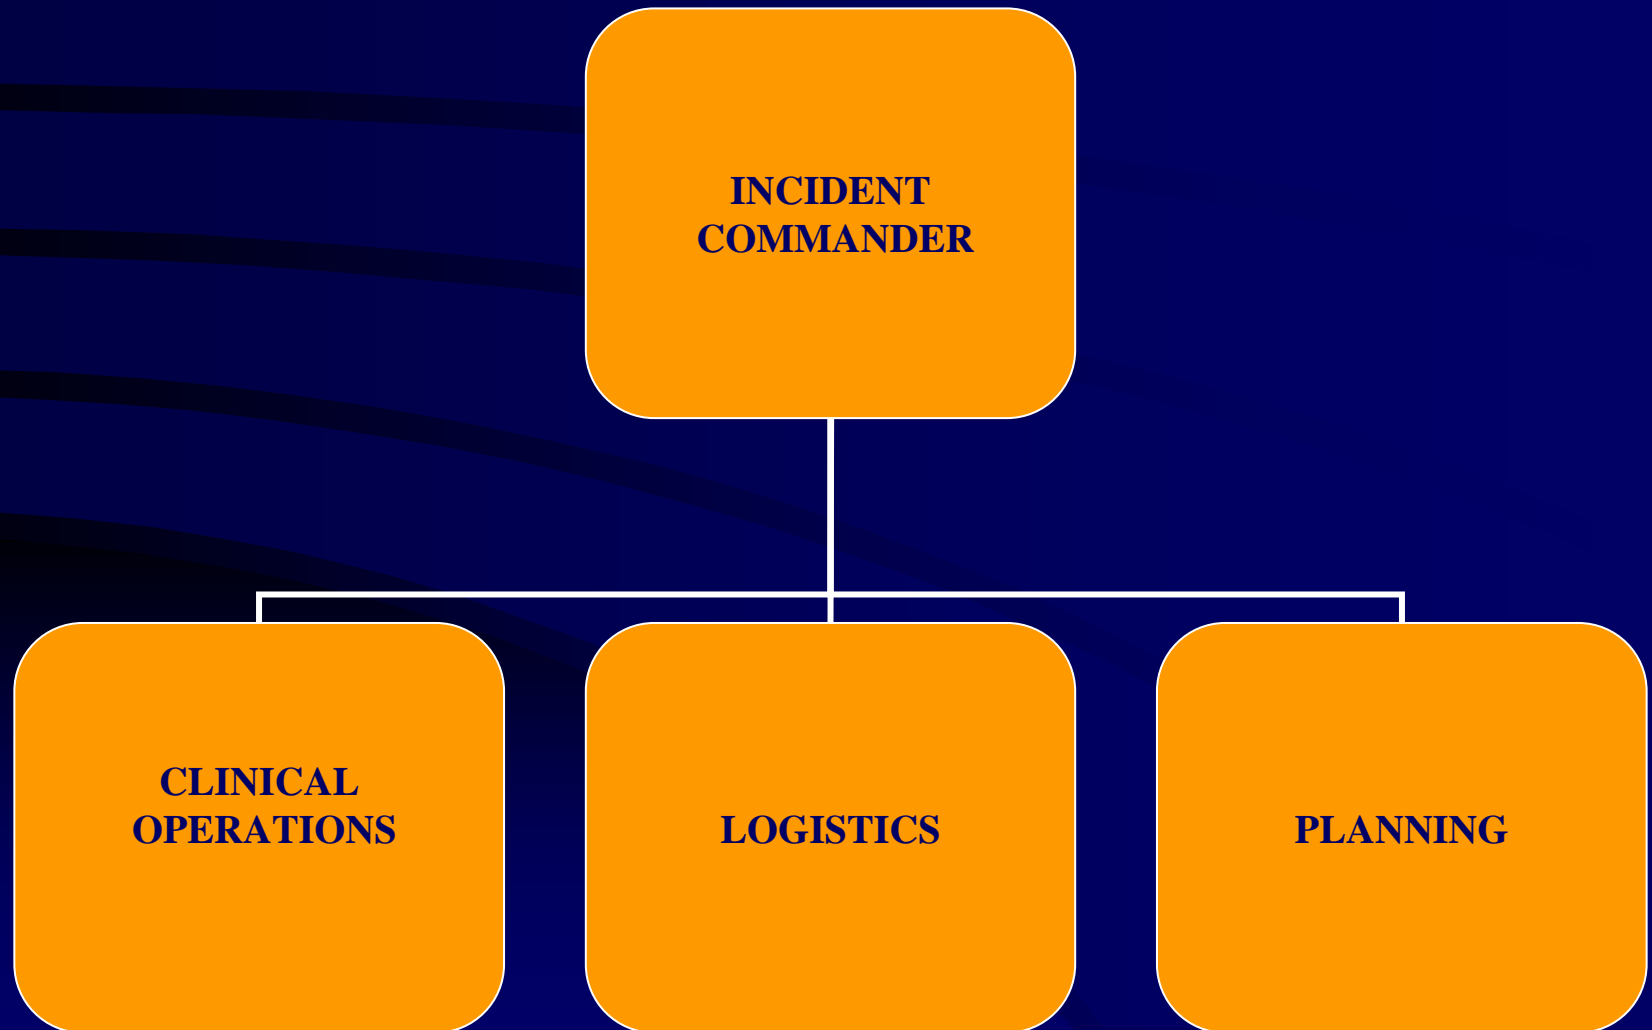 INCIDENT
COMMANDER
CLINICAL
OPERATIONS
LOGISTICS
PLANNING